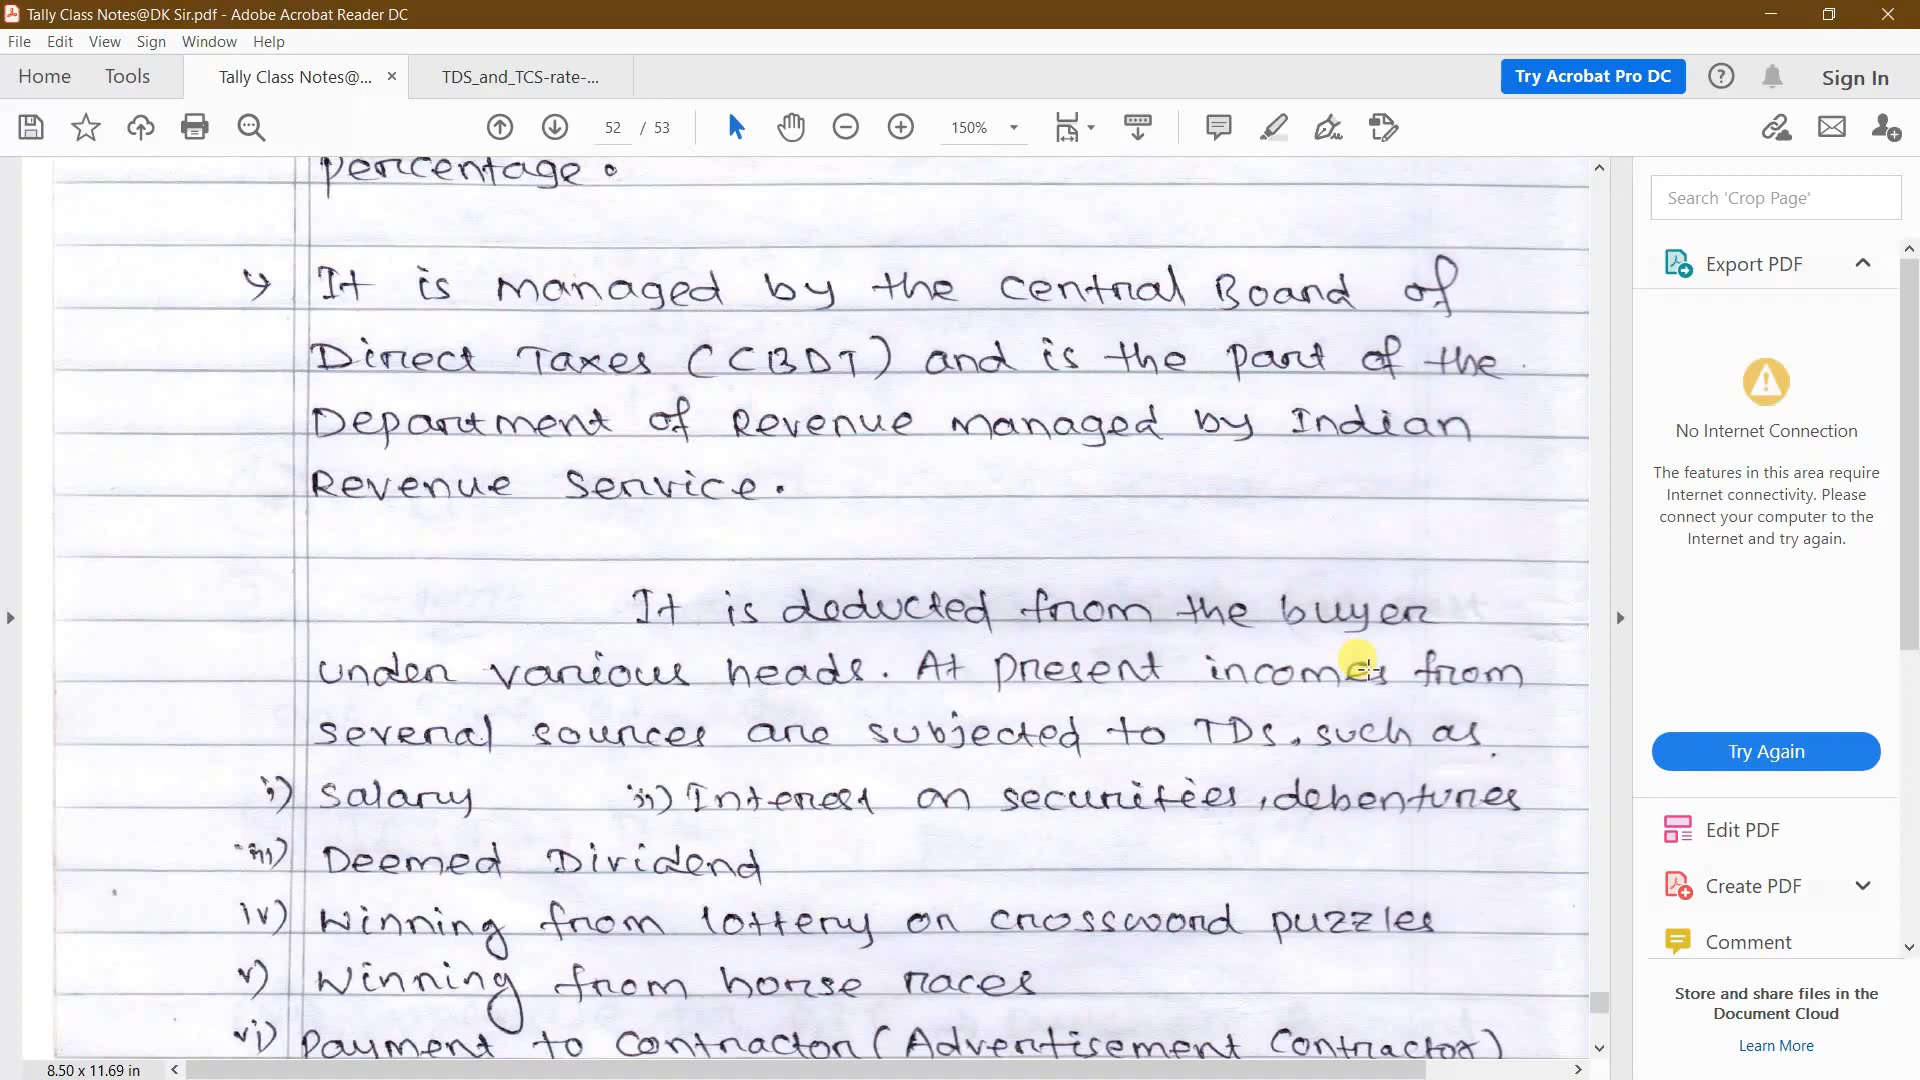 Tally Class Notes@DK Sir.pdf - Adobe Acrobat Reader DC
File Edit View Sign Window Help
Home Tools Tally Class Notes@... × TDS_and_TCS-rate-... Try Acrobat Pro DC Sign In
52 / 53 150%
percentage.
It is managed by the Central Board of
Direct Taxes (CBDT) and is the part of the
Department of Revenue managed by Indian
Revenue Service.
It is deducted from the buyer
under various heads. At present incomes from
several sources are subjected to TDS, such as.
i) Salary ii) Interest on securities, debentures
iii) Deemed Dividend
iv) Winning from lottery or crossword puzzles
v) Winning from horse races
vi) Payment to Contractor (Advertisement Contractor)
8.50 x 11.69 in
Search 'Crop Page'
Export PDF
No Internet Connection
The features in this area require
Internet connectivity. Please
connect your computer to the
Internet and try again.
Try Again
Edit PDF
Create PDF
Comment
Store and share files in the
Document Cloud
Learn More